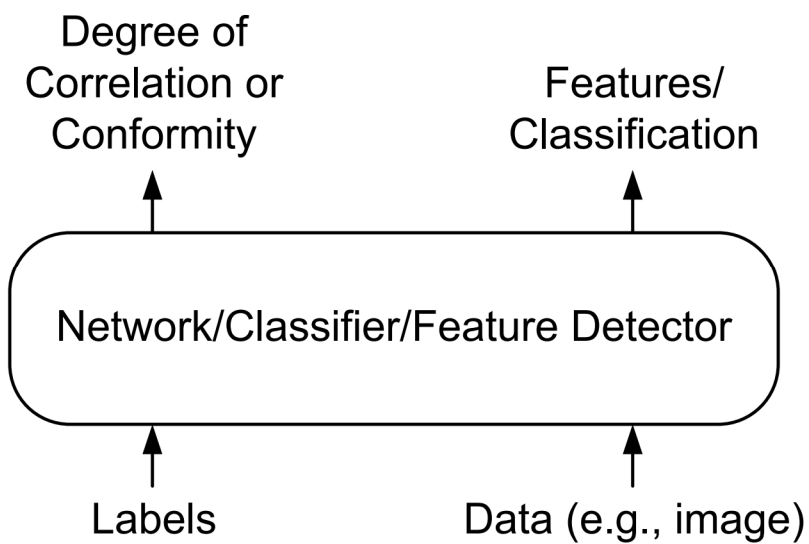 Degree of
Correlation or
Conformity
Features/
Classification
Network/Classifier/Feature Detector
Labels
Data (e.g., image)